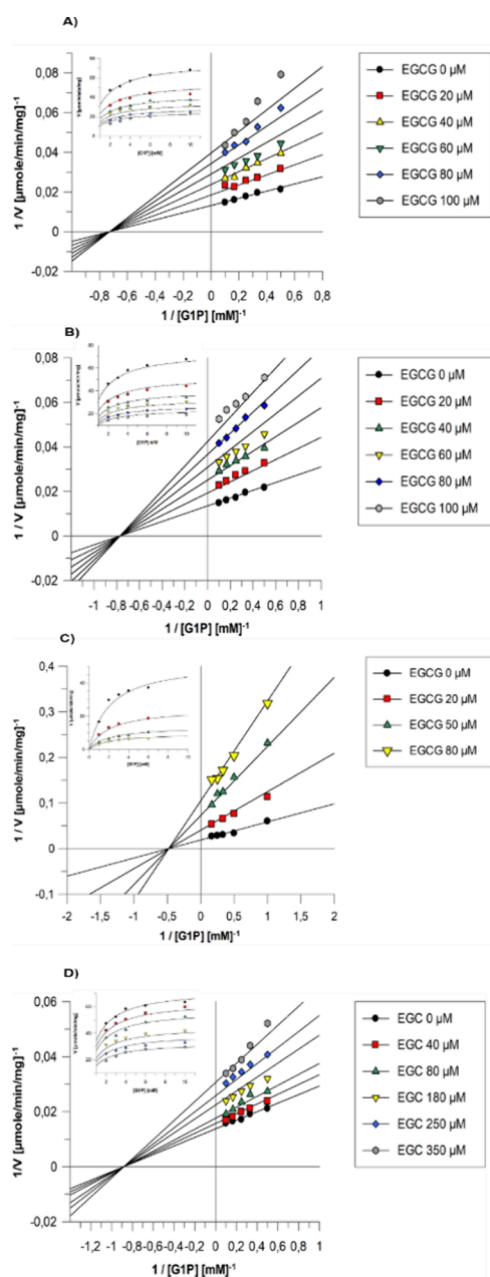 A)
0,08
0,06
0,04
0,02
0
-0,02
1 /V [µmole/min/mg]-1
-0,8 -0,6 -0,4 -0,2 0 0,2 0,4 0,6 0,8
1 / [G1P] [mM]-1
EGCG 0 µM
EGCG 20 µM
EGCG 40 µM
EGCG 60 µM
EGCG 80 µM
EGCG 100 µM
B)
0,08
0,06
0,04
0,02
0
-0,02
1 / V [µmole/min/mg]-1
-1 -0,8 -0,6 -0,4 -0,2 0 0,2 0,4 0,6 0,8 1
1 / [G1P] [mM]-1
EGCG 0 µM
EGCG 20 µM
EGCG 40 µM
EGCG 60 µM
EGCG 80 µM
EGCG 100 µM
C)
0,4
0,3
0,2
0,1
0
-0,1
1 / V [µmole/min/mg]-1
-2 -1,5 -1 -0,5 0 0,5 1 1,5 2
1 / [G1P] [mM]-1
EGCG 0 µM
EGCG 20 µM
EGCG 50 µM
EGCG 80 µM
D)
0,06
0,04
0,02
0
-0,02
1/V [µmole/min/mg]-1
-1,2 -1 -0,8 -0,6 -0,4 -0,2 0 0,2 0,4 0,6 0,8 1
1 / [G1P] [mM]-1
EGC 0 µM
EGC 40 µM
EGC 80 µM
EGC 180 µM
EGC 250 µM
EGC 350 µM